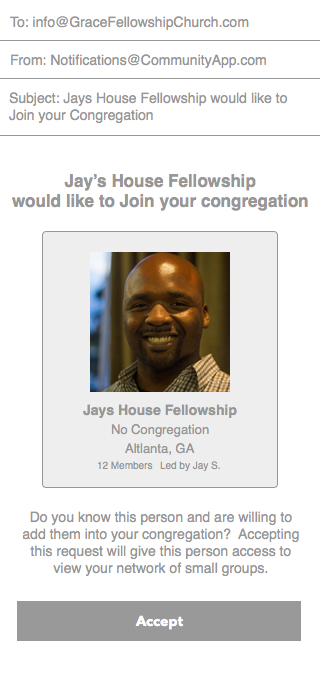 To: info@GraceFellowshipChurch.com
From: Notifications@CommunityApp.com
Subject: Jays House Fellowship would like to
Join your Congregation
Jay's House Fellowship
would like to Join your congregation
Jays House Fellowship
No Congregation
Altlanta, GA
12 Members Led by Jay S.
Do you know this person and are willing to
add them into your congregation? Accepting
this request will give this person access to
view your network of small groups.
Accept